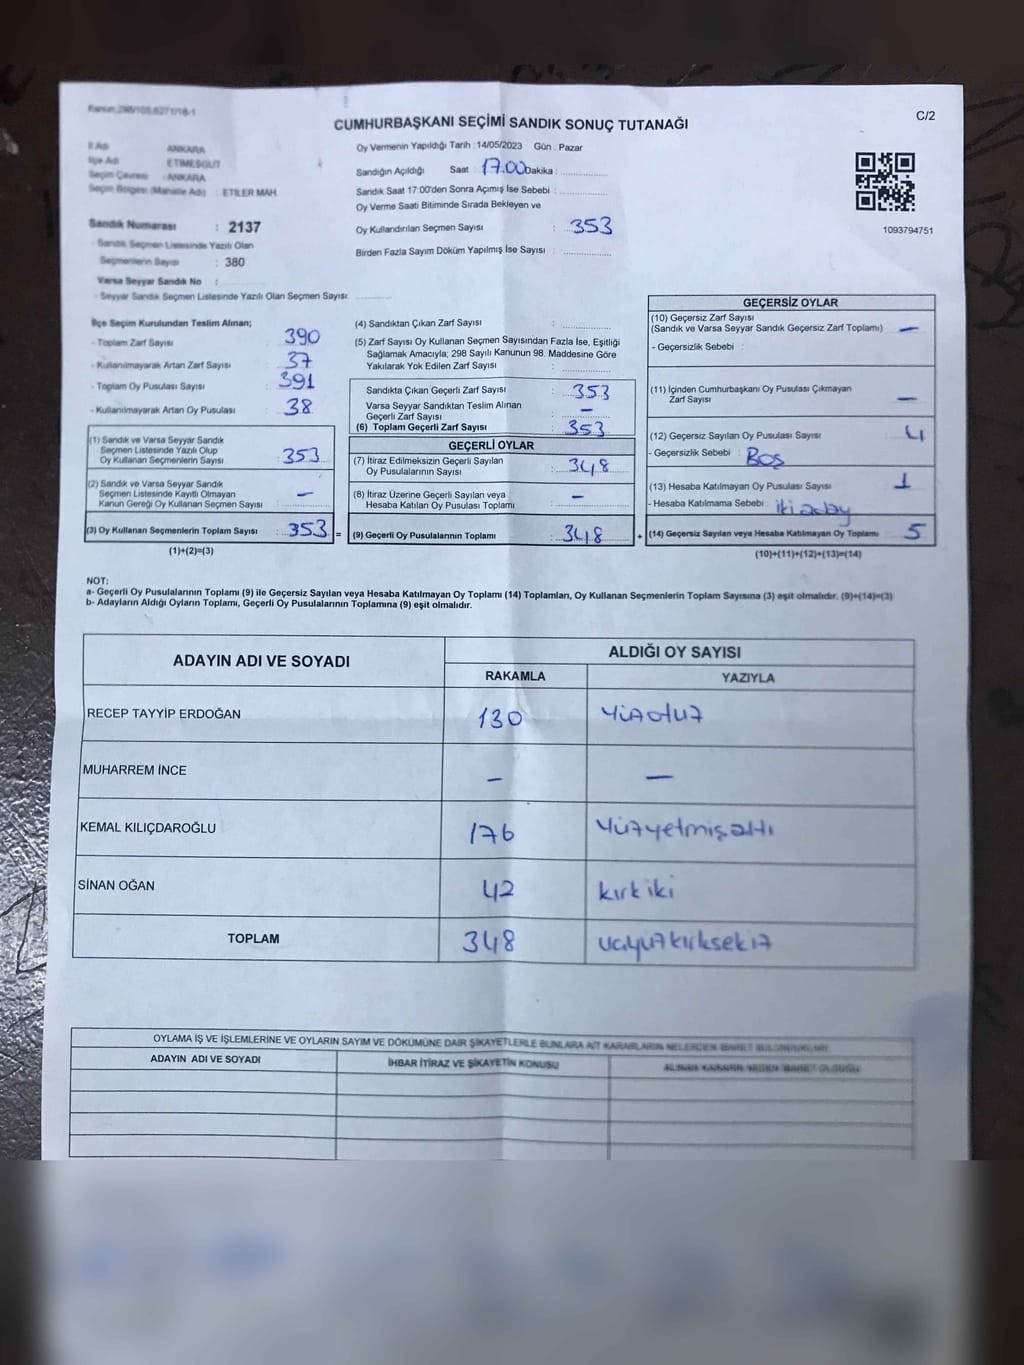 Kanun:298/105,6271/18-1
C/2
CUMHURBAŞKANI SEÇİMİ SANDIK SONUÇ TUTANAĞI
İl Adı : ANKARA
İlçe Adı : ETİMESGUT
Seçim Çevresi : ANKARA
Seçim Bölgesi (Mahalle Adı) : ETİLER MAH.
Sandık Numarası : 2137
- Sandık Seçmen Listesinde Yazılı Olan
Seçmenlerin Sayısı : 380
Varsa Seyyar Sandık No :
- Seyyar Sandık Seçmen Listesinde Yazılı Olan Seçmen Sayısı:
Oy Vermenin Yapıldığı Tarih : 14/05/2023 Gün : Pazar
Sandığın Açıldığı Saat 17.00 Dakika :
Sandık Saat 17:00'den Sonra Açımış İse Sebebi :
Oy Verme Saati Bitiminde Sırada Bekleyen ve
Oy Kullandırılan Seçmen Sayısı : 353
Birden Fazla Sayım Döküm Yapılmış İse Sayısı :
1093794751
İlçe Seçim Kurulundan Teslim Alınan;
- Toplam Zarf Sayısı : 390
- Kullanılmayarak Artan Zarf Sayısı : 37
- Toplam Oy Pusulası Sayısı : 391
- Kullanılmayarak Artan Oy Pusulası : 38
(1) Sandık ve Varsa Seyyar Sandık
Seçmen Listesinde Yazılı Olup
Oy Kullanan Seçmenlerin Sayısı : 353
(2) Sandık ve Varsa Seyyar Sandık
Seçmen Listesinde Kayıtlı Olmayan
Kanun Gereği Oy Kullanan Seçmen Sayısı : –
(3) Oy Kullanan Seçmenlerin Toplam Sayısı : 353 =
(1)+(2)=(3)
(4) Sandıktan Çıkan Zarf Sayısı :
(5) Zarf Sayısı Oy Kullanan Seçmen Sayısından Fazla İse, Eşitliği
Sağlamak Amacıyla; 298 Sayılı Kanunun 98. Maddesine Göre
Yakılarak Yok Edilen Zarf Sayısı :
Sandıkta Çıkan Geçerli Zarf Sayısı : 353
Varsa Seyyar Sandıktan Teslim Alınan
Geçerli Zarf Sayısı : –
(6) Toplam Geçerli Zarf Sayısı : 353
GEÇERLİ OYLAR
(7) İtiraz Edilmeksizin Geçerli Sayılan
Oy Pusulalarının Sayısı : 348
(8) İtiraz Üzerine Geçerli Sayılan veya
Hesaba Katılan Oy Pusulası Toplamı : –
(9) Geçerli Oy Pusulalarının Toplamı : 348 +
GEÇERSİZ OYLAR
(10) Geçersiz Zarf Sayısı
(Sandık ve Varsa Seyyar Sandık Geçersiz Zarf Toplamı) –
- Geçersizlik Sebebi :
(11) İçinden Cumhurbaşkanı Oy Pusulası Çıkmayan
Zarf Sayısı –
(12) Geçersiz Sayılan Oy Pusulası Sayısı 4
- Geçersizlik Sebebi : Boş
(13) Hesaba Katılmayan Oy Pusulası Sayısı 1
- Hesaba Katılmama Sebebi : iki aday
(14) Geçersiz Sayılan veya Hesaba Katılmayan Oy Toplamı 5
(10)+(11)+(12)+(13)=(14)
NOT:
a- Geçerli Oy Pusulalarının Toplamı (9) ile Geçersiz Sayılan veya Hesaba Katılmayan Oy Toplamı (14) Toplamları, Oy Kullanan Seçmenlerin Toplam Sayısına (3) eşit olmalıdır. (9)+(14)=(3)
b- Adayların Aldığı Oyların Toplamı, Geçerli Oy Pusulalarının Toplamına (9) eşit olmalıdır.
ADAYIN ADI VE SOYADI
ALDIĞI OY SAYISI
RAKAMLA YAZIYLA
RECEP TAYYİP ERDOĞAN 130 Yüzotuz
MUHARREM İNCE – –
KEMAL KILIÇDAROĞLU 176 Yüzyetmişaltı
SİNAN OĞAN 42 kırk iki
TOPLAM 348 üçyüzkırksekiz
OYLAMA İŞ VE İŞLEMLERİNE VE OYLARIN SAYIM VE DÖKÜMÜNE DAİR ŞİKAYETLERLE BUNLARA AİT KARARLARIN NELERDEN İBARET BULUNDUKLARI
ADAYIN ADI VE SOYADI İHBAR İTİRAZ VE ŞİKAYETİN KONUSU ALINAN KARARIN NEDEN İBARET OLDUĞU